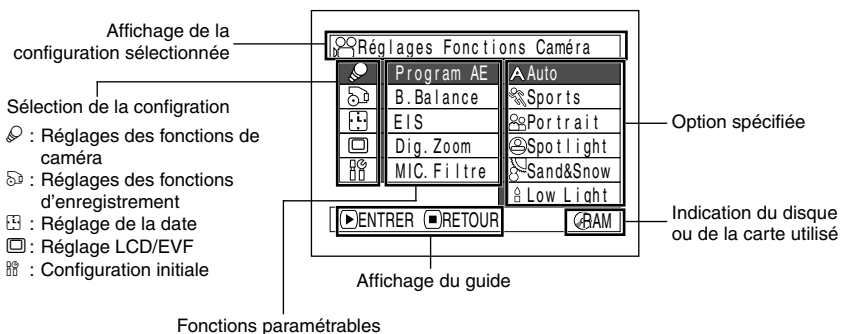 Affichage de la
configuration sélectionnée
Sélection de la configration
: Réglages des fonctions de
caméra
: Réglages des fonctions
d'enregistrement
: Réglage de la date
: Réglage LCD/EVF
: Configuration initiale
Réglages Fonctions Caméra
Program AE
B.Balance
EIS
Dig.Zoom
MIC.Filtre
A Auto
Sports
Portrait
Spotlight
Sand&Snow
Low Light
ENTRER RETOUR
RAM
Option spécifiée
Indication du disque
ou de la carte utilisé
Affichage du guide
Fonctions paramétrables